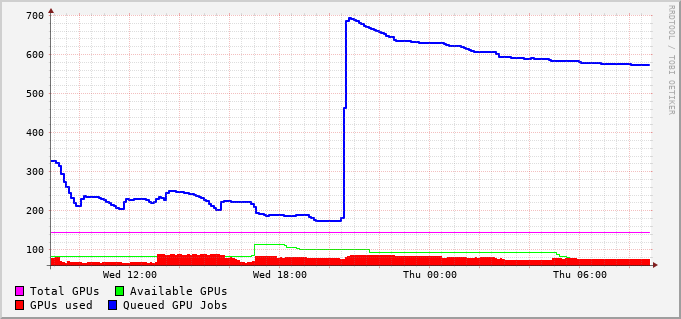 700
600
500
400
300
200
100
Wed 12:00 Wed 18:00 Thu 00:00 Thu 06:00
Total GPUs Available GPUs
GPUs used Queued GPU Jobs
RRDTOOL / TOBI OETIKER